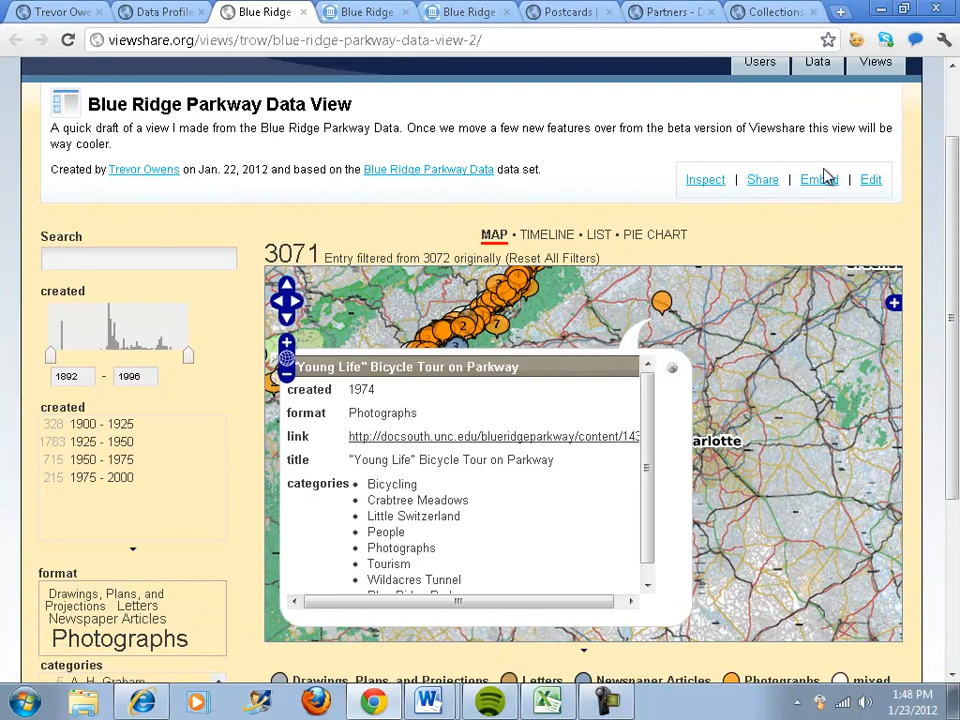 Trevor Owens
Data Profile
Blue Ridge
Blue Ridge
Blue Ridge
Postcards |
Partners - D
Collections
viewshare.org/views/trow/blue-ridge-parkway-data-view-2/
Users
Data
Views
Blue Ridge Parkway Data View
A quick draft of a view I made from the Blue Ridge Parkway Data. Once we move a few new features over from the beta version of Viewshare this view will be
way cooler.
Created by Trevor Owens on Jan. 22, 2012 and based on the Blue Ridge Parkway Data data set.
Inspect | Share | Embed | Edit
Search
MAP • TIMELINE • LIST • PIE CHART
3071 Entry filtered from 3072 originally (Reset All Filters)
created
1892 - 1996
created
328 1900 - 1925
1783 1925 - 1950
715 1950 - 1975
215 1975 - 2000
format
Drawings, Plans, and
Projections Letters
Newspaper Articles
Photographs
categories
5 A. H. Graham
2
7
3
"Young Life" Bicycle Tour on Parkway
created 1974
format Photographs
link http://docsouth.unc.edu/blueridgeparkway/content/143
title "Young Life" Bicycle Tour on Parkway
categories • Bicycling
• Crabtree Meadows
• Little Switzerland
• People
• Photographs
• Tourism
• Wildacres Tunnel
arlotte
Drawings, Plans, and Projections
Letters
Newspaper Articles
Photographs
mixed
1:48 PM
1/23/2012